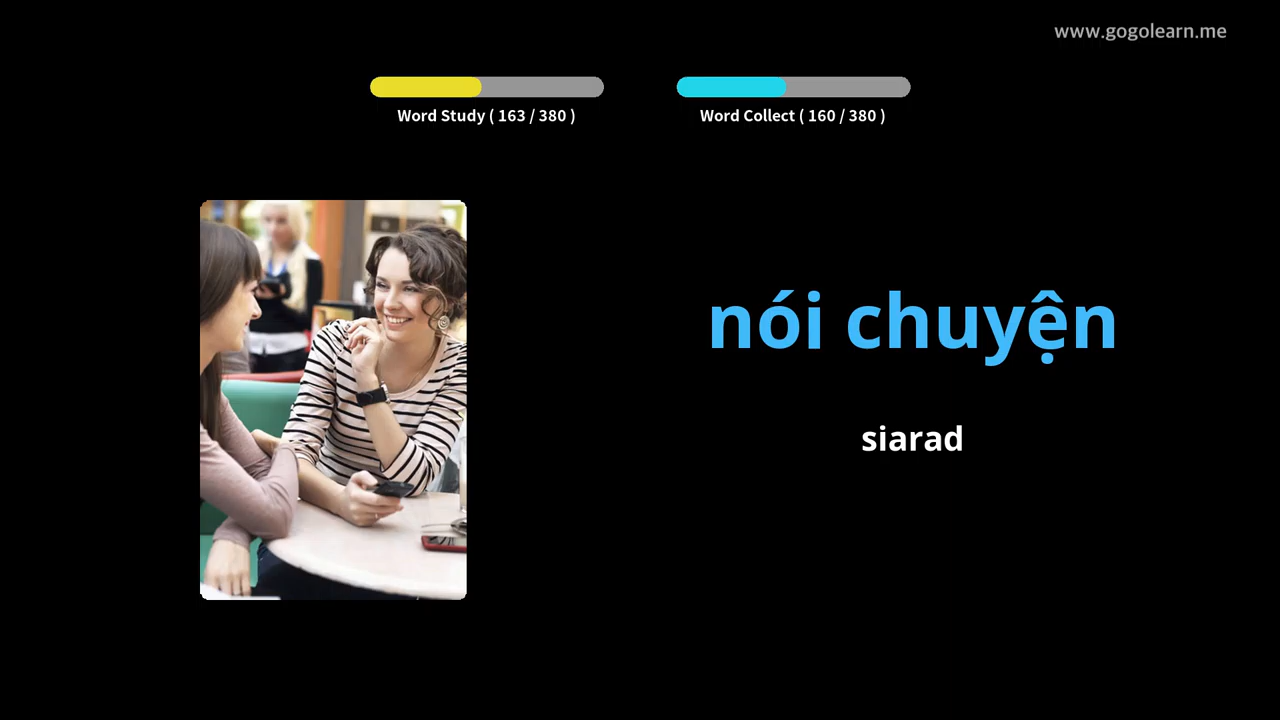 www.gogolearn.me
Word Study ( 163 / 380 )
Word Collect ( 160 / 380 )
nói chuyện
siarad